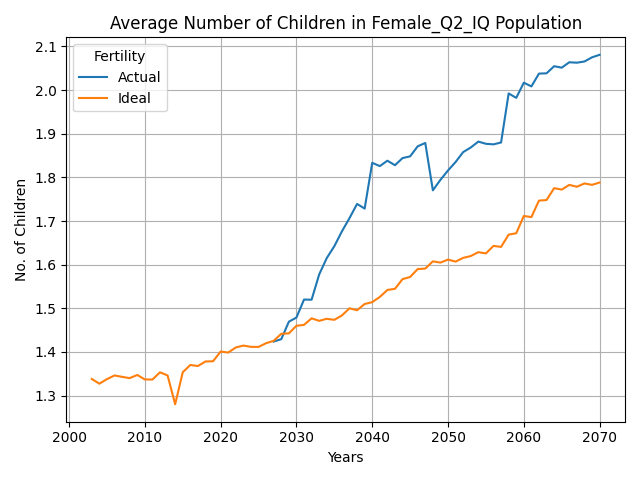 Average Number of Children in Female_Q2_IQ Population
Fertility
Actual
Ideal
No. of Children
2.1
2.0
1.9
1.8
1.7
1.6
1.5
1.4
1.3
2000 2010 2020 2030 2040 2050 2060 2070
Years